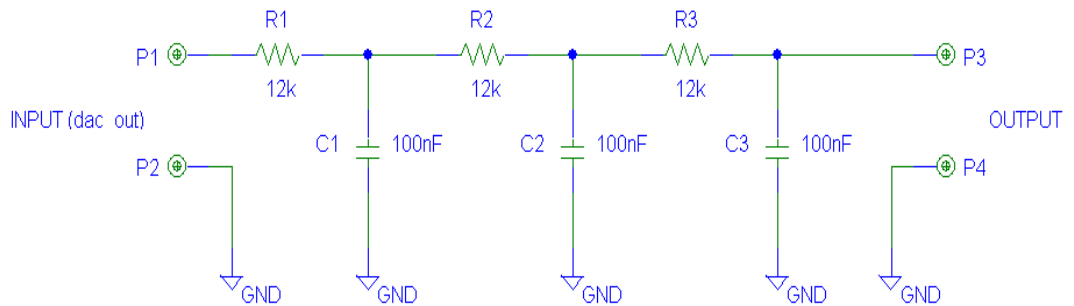 R1
R2
R3
P1
P3
12k
12k
12k
INPUT (dac out)
OUTPUT
C1
100nF
C2
100nF
C3
100nF
P2
P4
GND
GND
GND
GND
GND